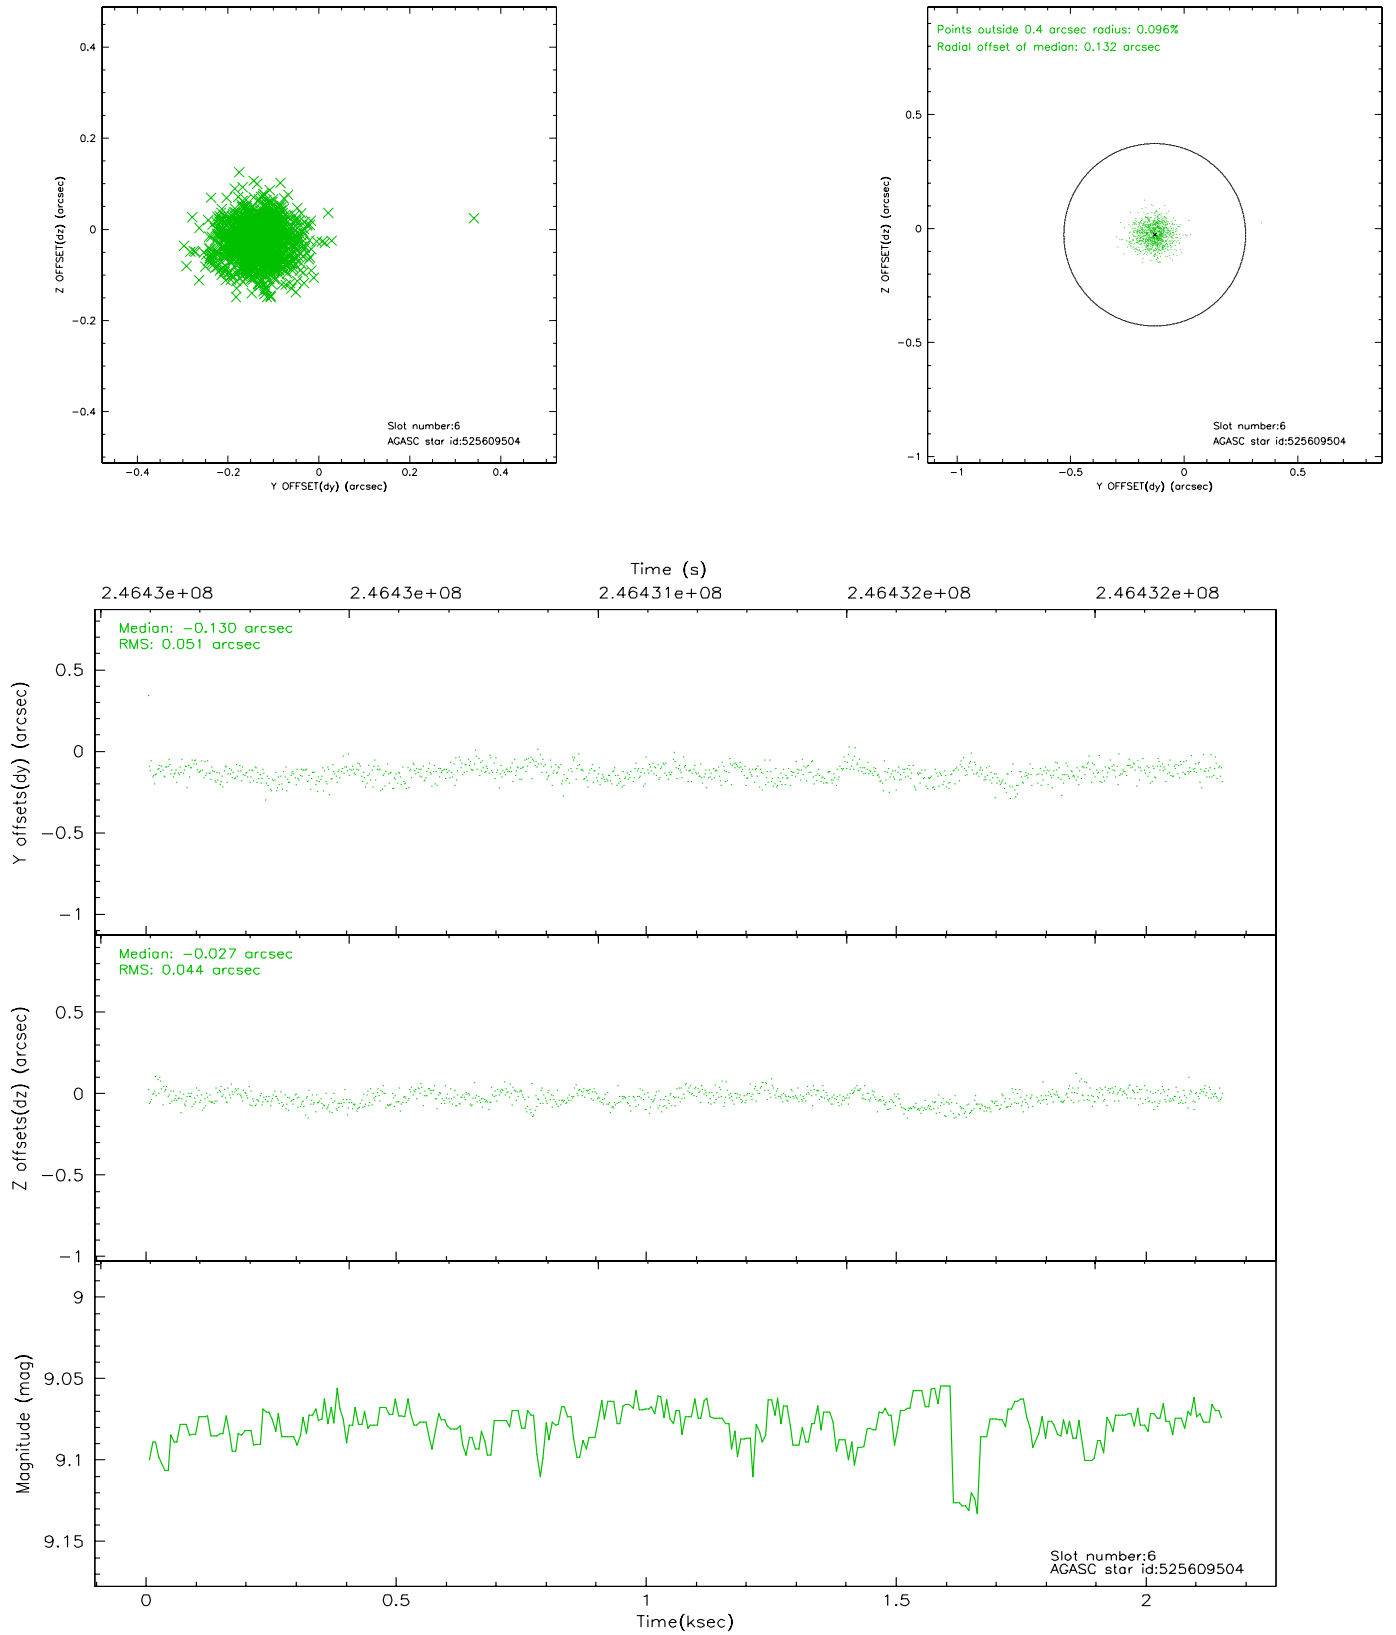 0.4
0.2
0
−0.2
−0.4
Z OFFSET(dz) (arcsec)
−0.4
−0.2
0
0.2
0.4
Y OFFSET(dy) (arcsec)
Slot number:6
AGASC star id:525609504
Points outside 0.4 arcsec radius: 0.096%
Radial offset of median: 0.132 arcsec
0.5
0
−0.5
−1
Z OFFSET(dz) (arcsec)
−1
−0.5
0
0.5
Y OFFSET(dy) (arcsec)
Slot number:6
AGASC star id:525609504
Time (s)
2.4643e+08
2.4643e+08
2.46431e+08
2.46432e+08
2.46432e+08
Median: −0.130 arcsec
RMS: 0.051 arcsec
0.5
0
−0.5
−1
Y offsets(dy) (arcsec)
Median: −0.027 arcsec
RMS: 0.044 arcsec
0.5
0
−0.5
−1
Z offsets(dz) (arcsec)
9
9.05
9.1
9.15
Magnitude (mag)
Slot number:6
AGASC star id:525609504
0
0.5
1
1.5
2
Time(ksec)